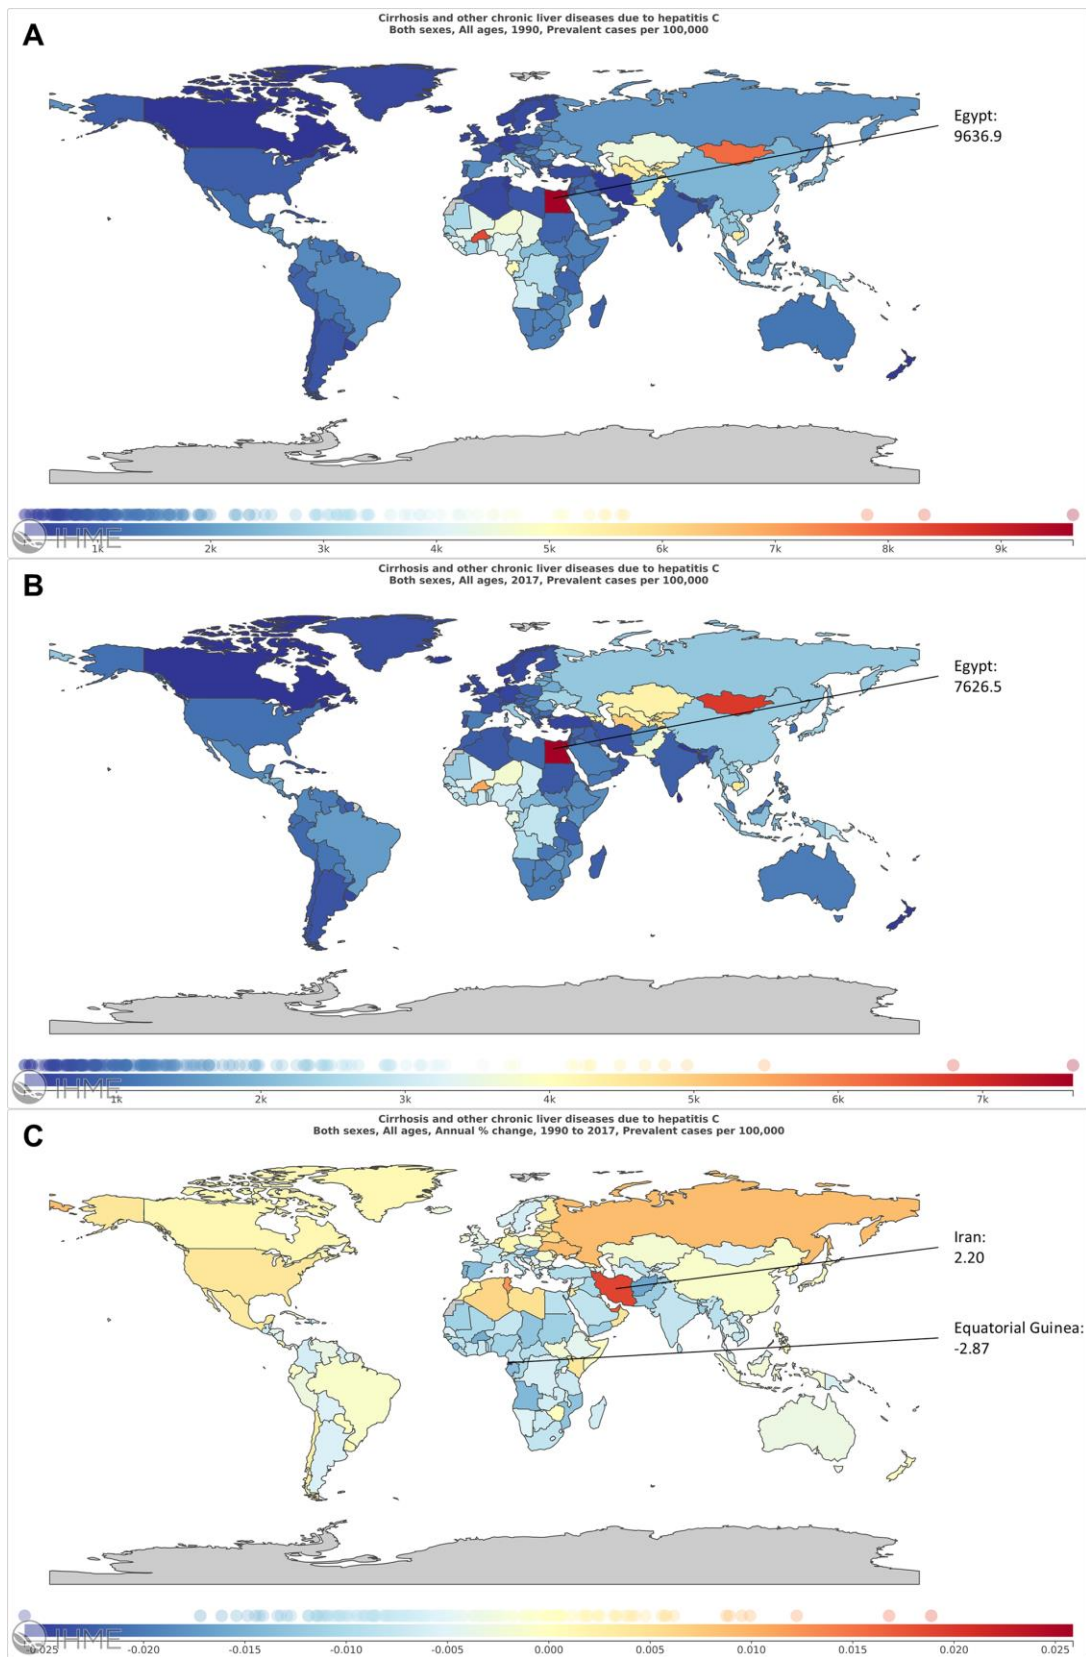 A
Cirrhosis and other chronic liver diseases due to hepatitis C
Both sexes, All ages, 1990, Prevalent cases per 100,000
Egypt:
9636.9
IHME
1k 2k 3k 4k 5k 6k 7k 8k 9k
B
Cirrhosis and other chronic liver diseases due to hepatitis C
Both sexes, All ages, 2017, Prevalent cases per 100,000
Egypt:
7626.5
IHME
1k 2k 3k 4k 5k 6k 7k
C
Cirrhosis and other chronic liver diseases due to hepatitis C
Both sexes, All ages, Annual % change, 1990 to 2017, Prevalent cases per 100,000
Iran:
2.20
Equatorial Guinea:
-2.87
IHME
-0.025 -0.020 -0.015 -0.010 -0.005 0.000 0.005 0.010 0.015 0.020 0.025